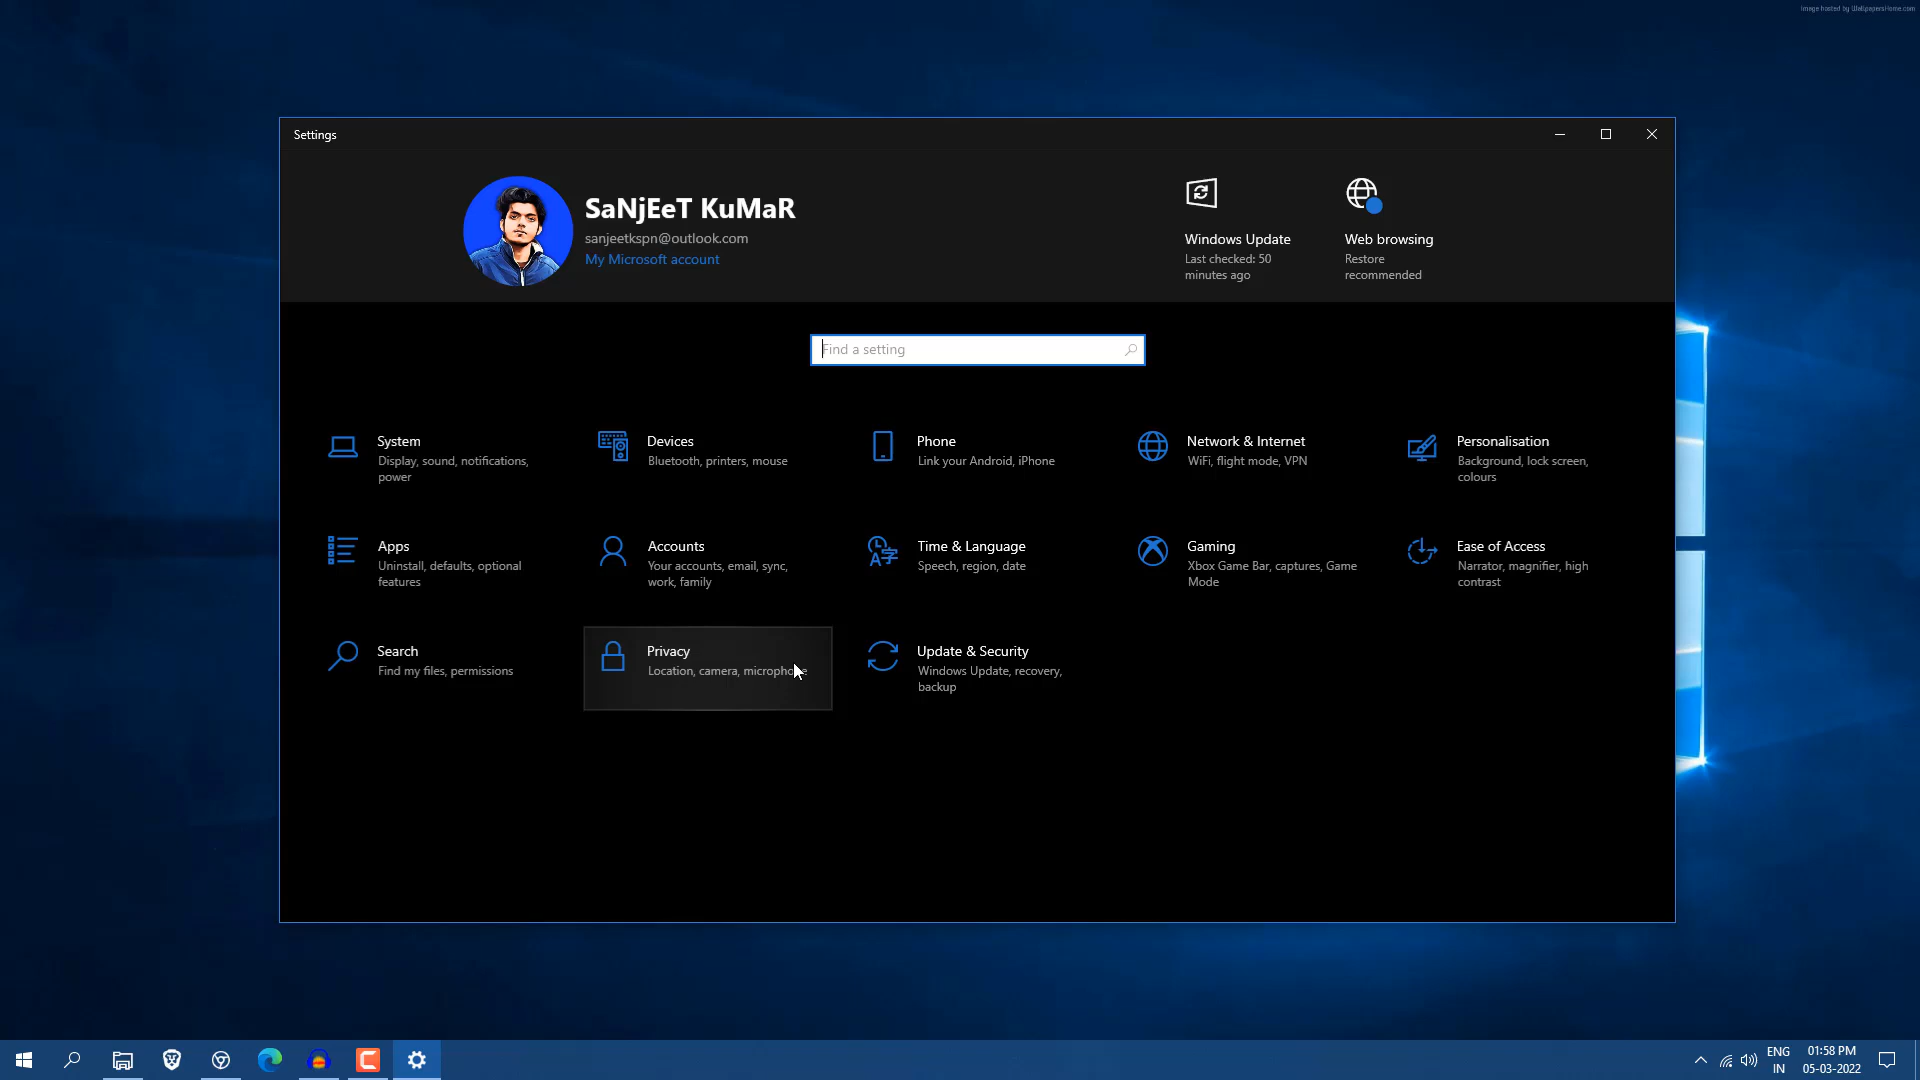 Image hosted by WallpapersHome.com
Settings
SaNjEeT KuMaR
sanjeetkspn@outlook.com
My Microsoft account
Windows Update
Last checked: 50
minutes ago
Web browsing
Restore
recommended
Find a setting
System
Display, sound, notifications,
power
Devices
Bluetooth, printers, mouse
Phone
Link your Android, iPhone
Network & Internet
WiFi, flight mode, VPN
Personalisation
Background, lock screen,
colours
Apps
Uninstall, defaults, optional
features
Accounts
Your accounts, email, sync,
work, family
Time & Language
Speech, region, date
Gaming
Xbox Game Bar, captures, Game
Mode
Ease of Access
Narrator, magnifier, high
contrast
Search
Find my files, permissions
Privacy
Location, camera, microphone
Update & Security
Windows Update, recovery,
backup
ENG
IN
01:58 PM
05-03-2022